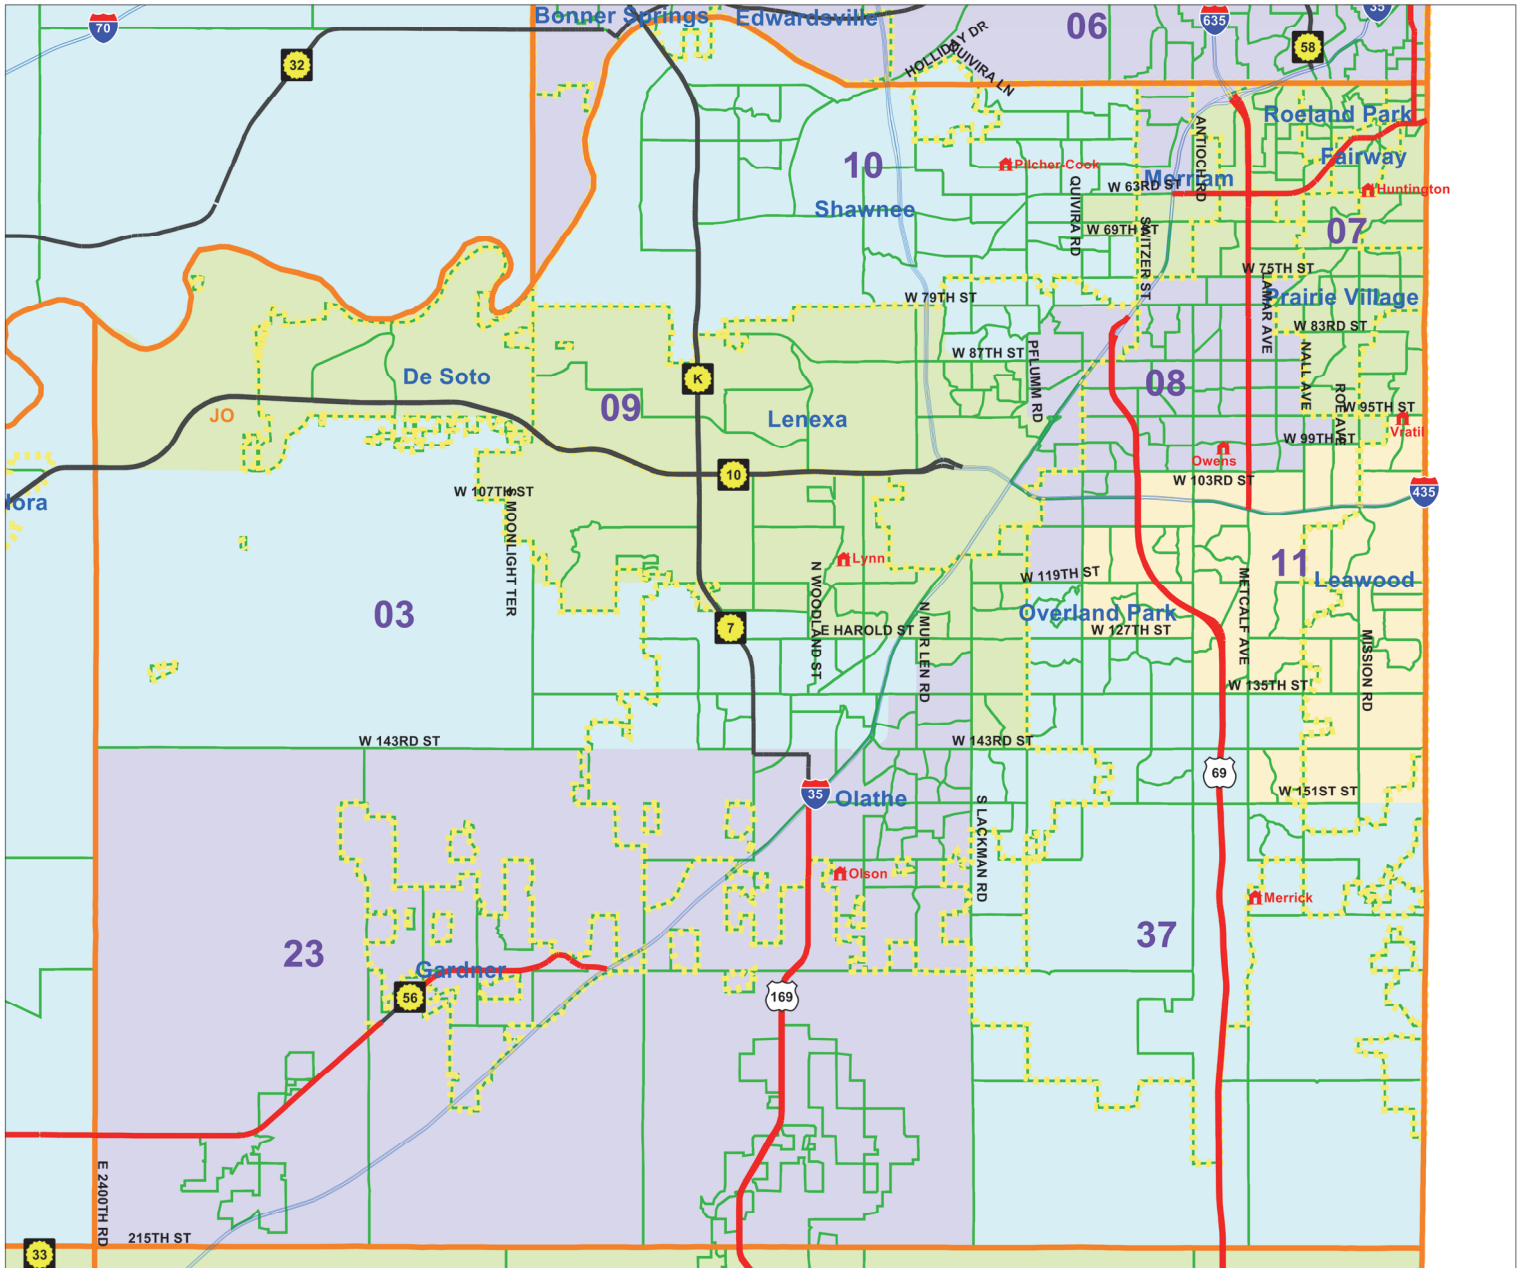 Bonner Springs
Edwardsville
06
635
35
70
32
58
HOLLIDAY DR
QUIVIRA LN
Roeland Park
ANTIOCH RD
10
Pilcher-Cook
Fairway
Merriam
W 63RD ST
QUIVIRA RD
Huntington
Shawnee
W 69TH ST
SWITZER ST
07
W 75TH ST
LAMAR AVE
W 79TH ST
Prairie Village
W 83RD ST
W 87TH ST
PFLUMM RD
NALL AVE
De Soto
K
08
ROE AVE
JO
09
Lenexa
W 95TH ST
Vratil
W 99TH ST
Owens
10
W 103RD ST
435
W 107TH ST
S MOONLIGHT TER
Lynn
11
Leawood
N WOODLAND ST
W 119TH ST
METCALF AVE
03
N MUR LEN RD
Overland Park
7
E HAROLD ST
W 127TH ST
MISSION RD
W 135TH ST
W 143RD ST
W 143RD ST
69
35
Olathe
W 151ST ST
S LACKMAN RD
Olson
Merrick
23
37
Gardner
56
169
E 2400TH RD
215TH ST
33